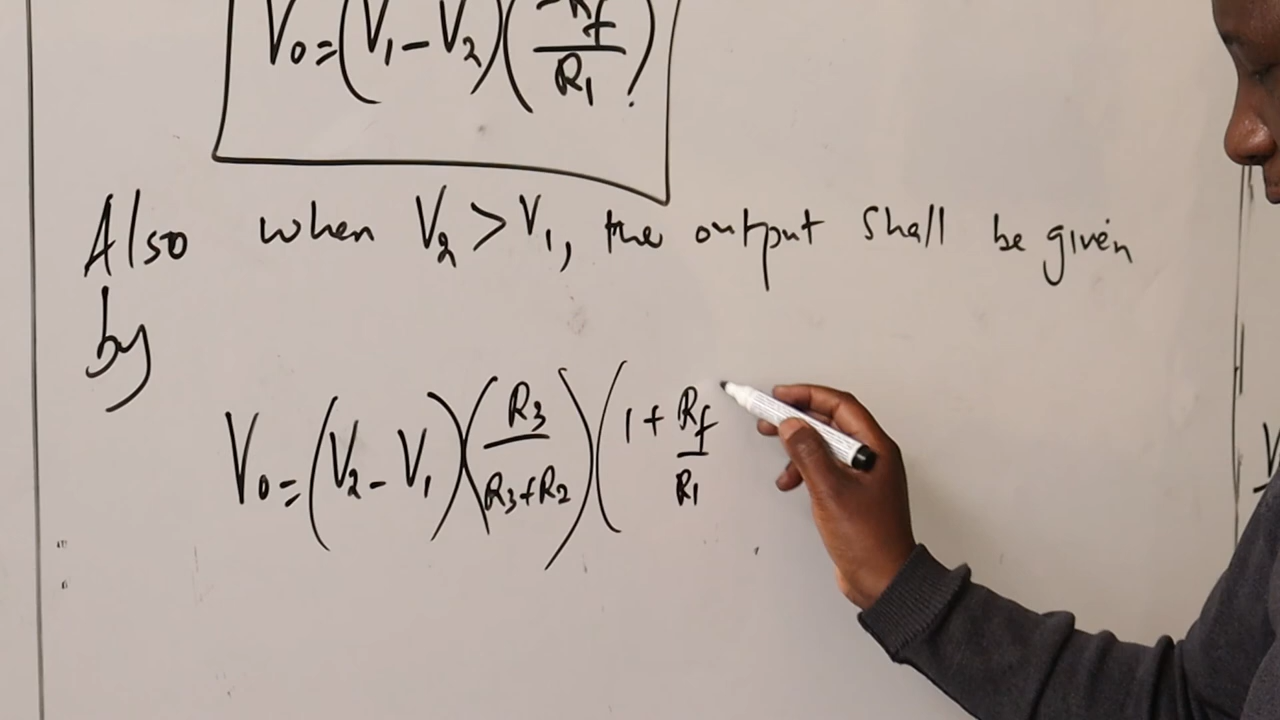 V₀=(V₁-V₂)(-Rf/R₁)
Also when V₂>V₁, the output shall be given
by
V₀=(V₂-V₁)(R₃/R₃+R₂)(1+Rf/R₁